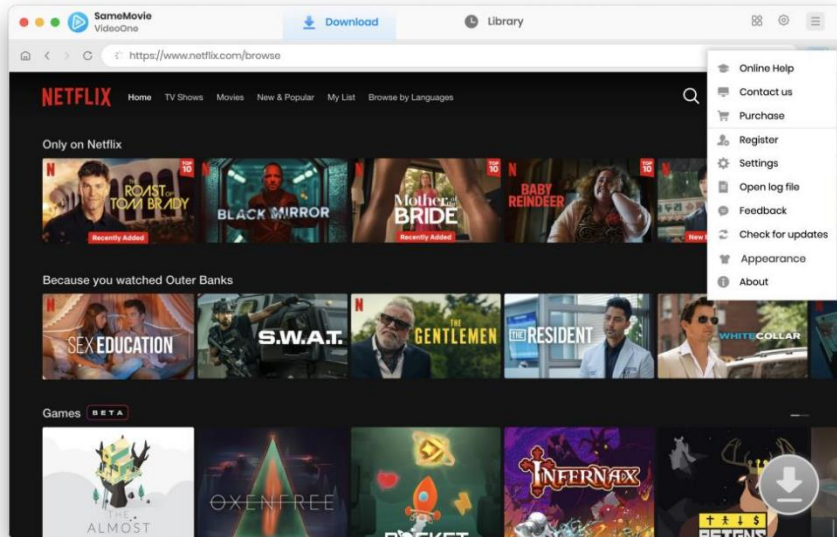 SameMovie
VideoOne
Download
Library
https://www.netflix.com/browse
NETFLIX Home TV Shows Movies New & Popular My List Browse by Languages
Online Help
Contact us
Purchase
Register
Settings
Open log file
Feedback
Check for updates
Appearance
About
Only on Netflix
N
TOP
10
ROAST OF
TOM BRADY
Recently Added
N
BLACK MIRROR
N
TOP
10
Mother of the
BRIDE
Recently Added
N
TOP
10
BABY
REINDEER
Because you watched Outer Banks
N
SEX EDUCATION
S.W.A.T.
N
THE
GENTLEMEN
THE RESIDENT
WHITE COLLAR
Games BETA
THE
ALMOST
OXENFREE
ROCKET
INFERNAX
REIGNS